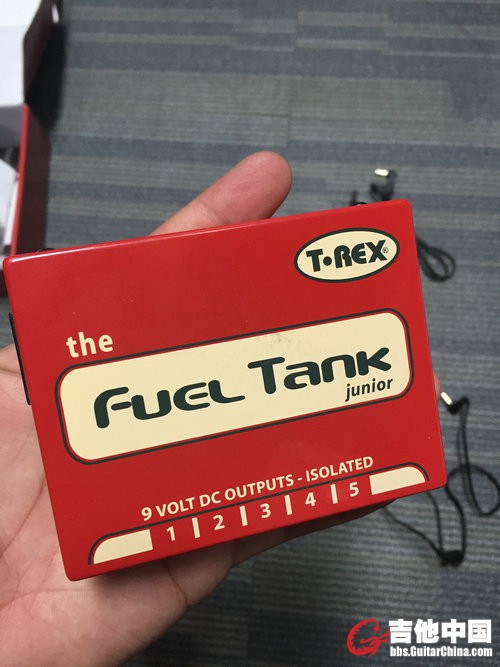 T·REX®
the
FUEL Tank
junior
9 VOLT DC OUTPUTS - ISOLATED
1 | 2 | 3 | 4 | 5
吉他中国
bbs.GuitarChina.com